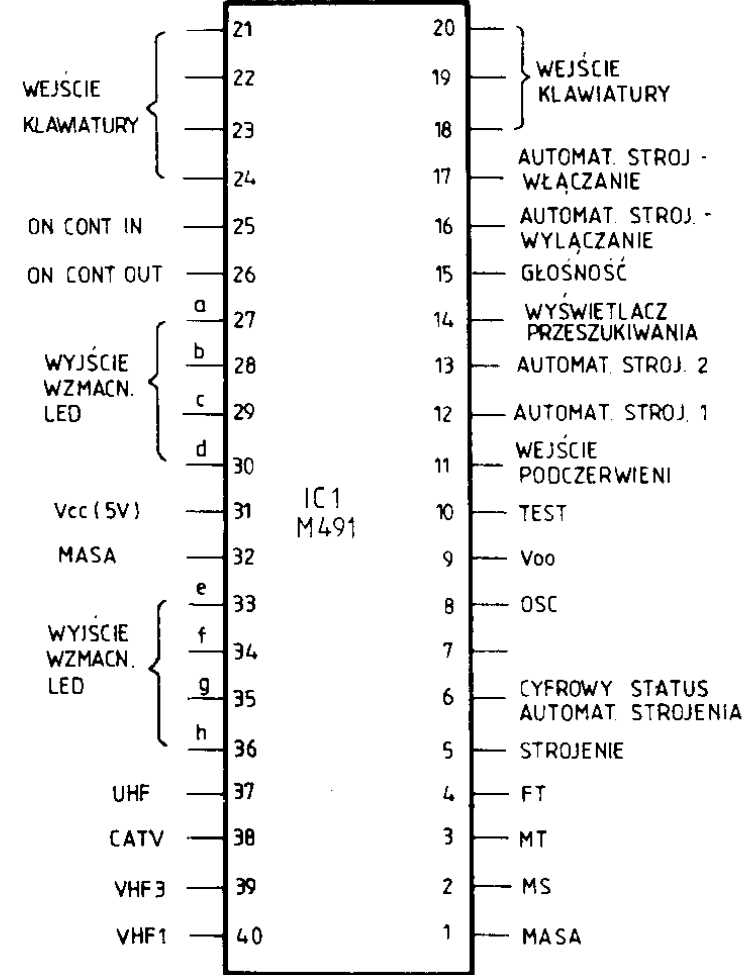 21 20
22 19
23 18
24 17
WEJŚCIE
KLAWIATURY
WEJŚCIE
KLAWIATURY
AUTOMAT. STROJ -
WŁĄCZANIE
ON CONT IN 25 16 AUTOMAT. STROJ. -
WYLĄCZANIE
ON CONT OUT 26 15 GŁOŚNOŚĆ
a 27 14 WYŚWIETLACZ
PRZESZUKIWANIA
b 28 13 AUTOMAT. STROJ. 2
WYJŚCIE
WZMACN.
LED
c 29 12 AUTOMAT. STROJ. 1
d 30 11 WEJŚCIE
PODCZERWIENI
IC1
M491
Vcc (5V) 31 10 TEST
MASA 32 9 Voo
e 33 8 OSC
WYJŚCIE
WZMACN.
LED
f 34 7
g 35 6 CYFROWY STATUS
AUTOMAT. STROJENIA
h 36 5 STROJENIE
UHF 37 4 FT
CATV 38 3 MT
VHF3 39 2 MS
VHF1 40 1 MASA